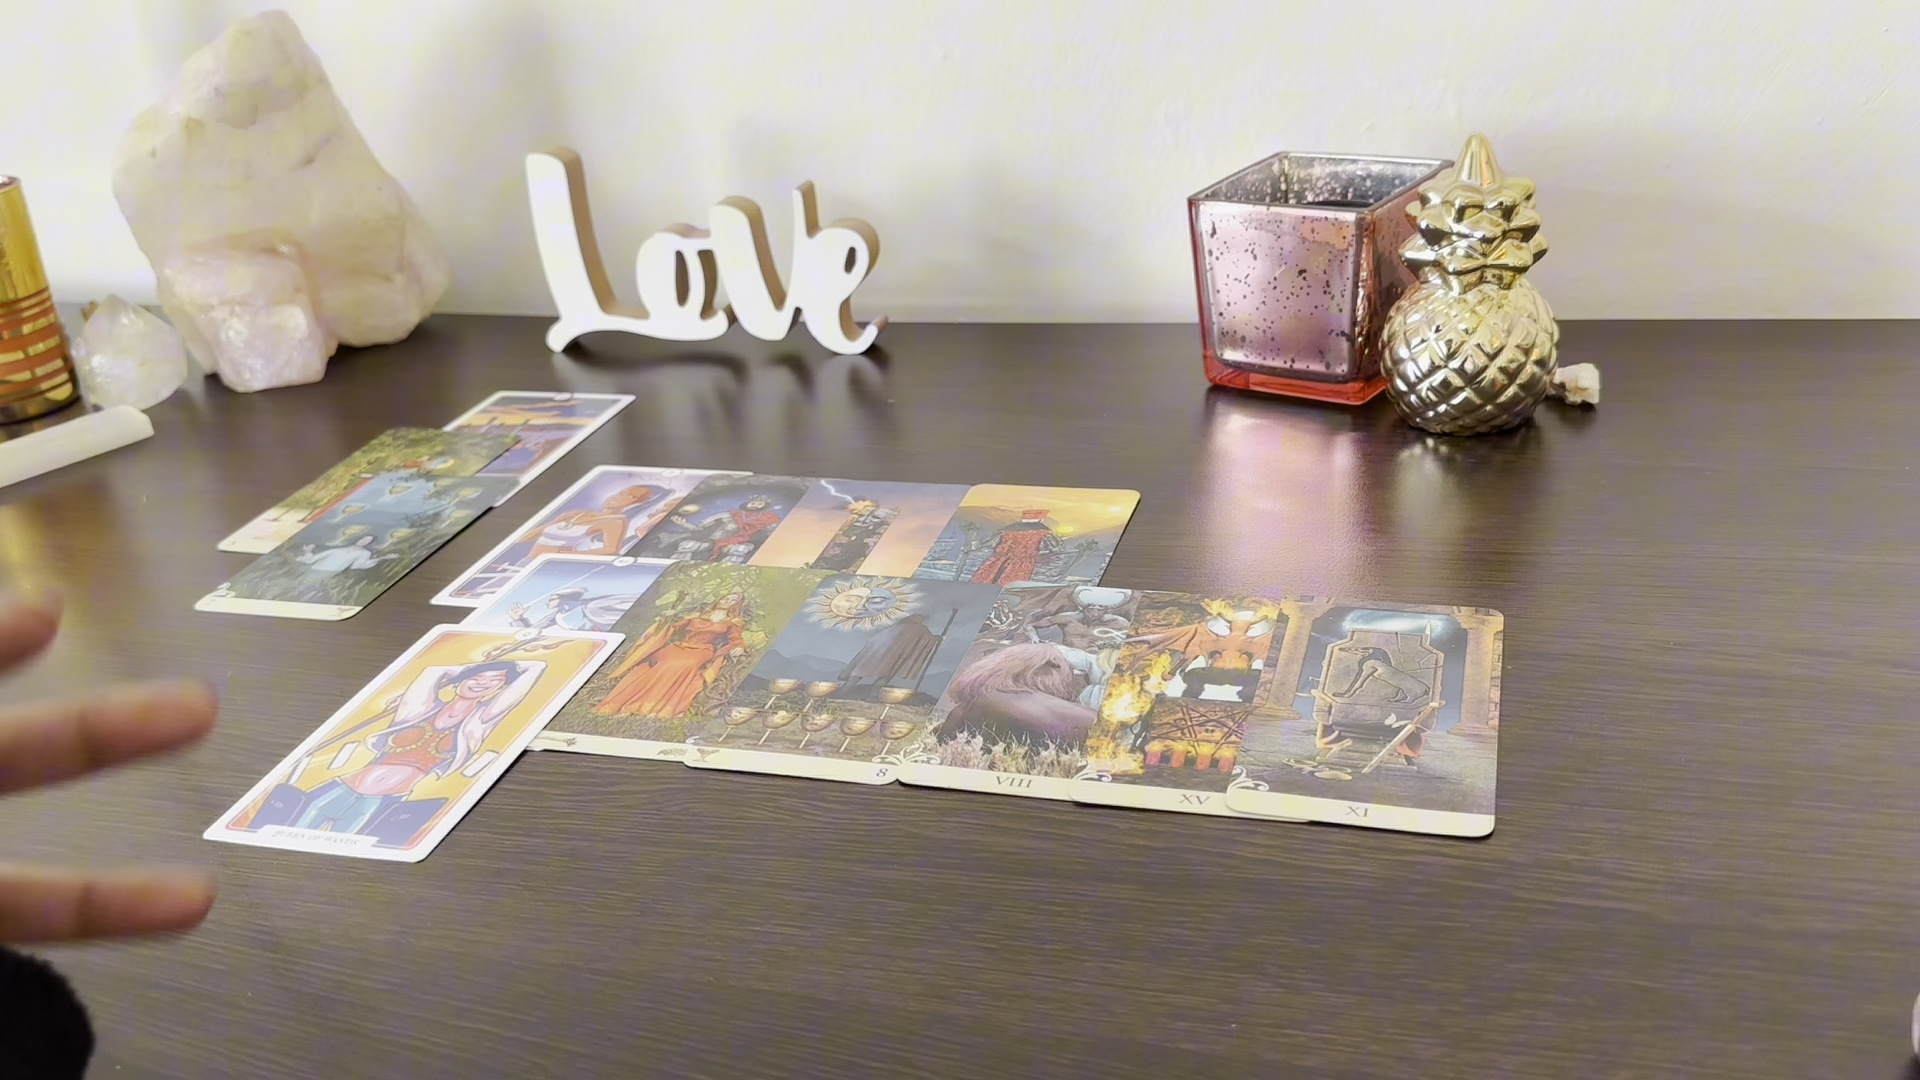 Love
QUEEN OF WANDS
8
VIII
XV
XI